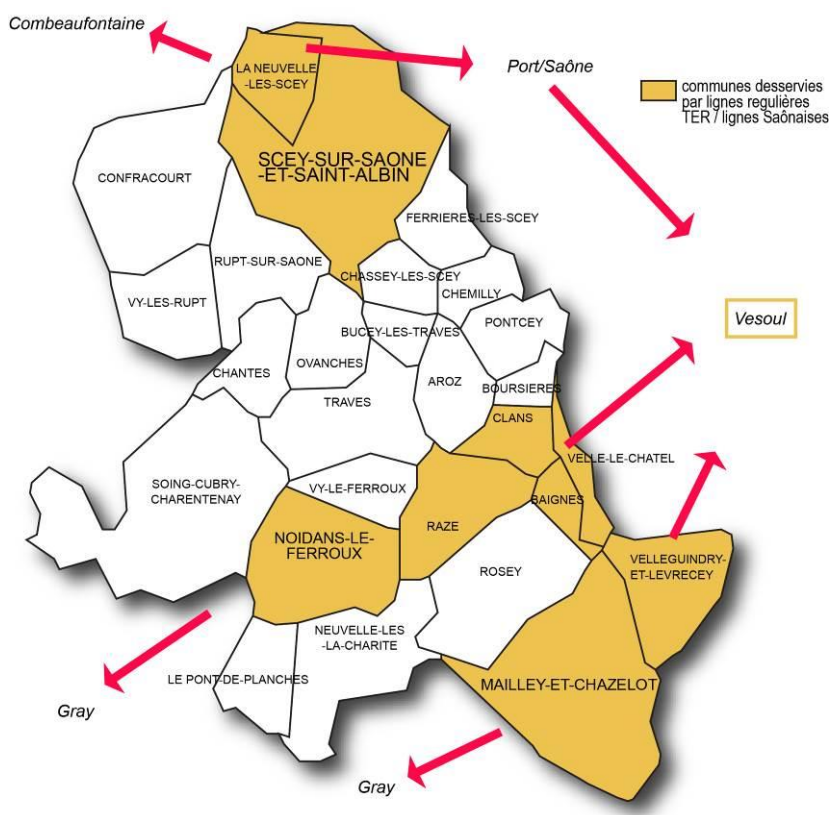 Combeaufontaine
LA NEUVELLE
-LES-SCEY
Port/Saône
communes desservies
par lignes regulières
TER / lignes Saônaises
SCEY-SUR-SAONE
-ET-SAINT-ALBIN
CONFRACOURT
FERRIERES-LES-SCEY
RUPT-SUR-SAONE
CHASSEY-LES-SCEY
CHEMILLY
VY-LES-RUPT
PONTCEY
Vesoul
BUCEY-LES-TRAVES
OVANCHES
CHANTES
AROZ
BOURSIERES
TRAVES
CLANS
VELLE-LE-CHATEL
SOING-CUBRY-
CHARENTENAY
VY-LE-FERROUX
BAIGNES
RAZE
NOIDANS-LE-
FERROUX
VELLEGUINDRY-
ET-LEVRECEY
ROSEY
NEUVELLE-LES
-LA-CHARITE
LE PONT-DE-PLANCHES
MAILLEY-ET-CHAZELOT
Gray
Gray